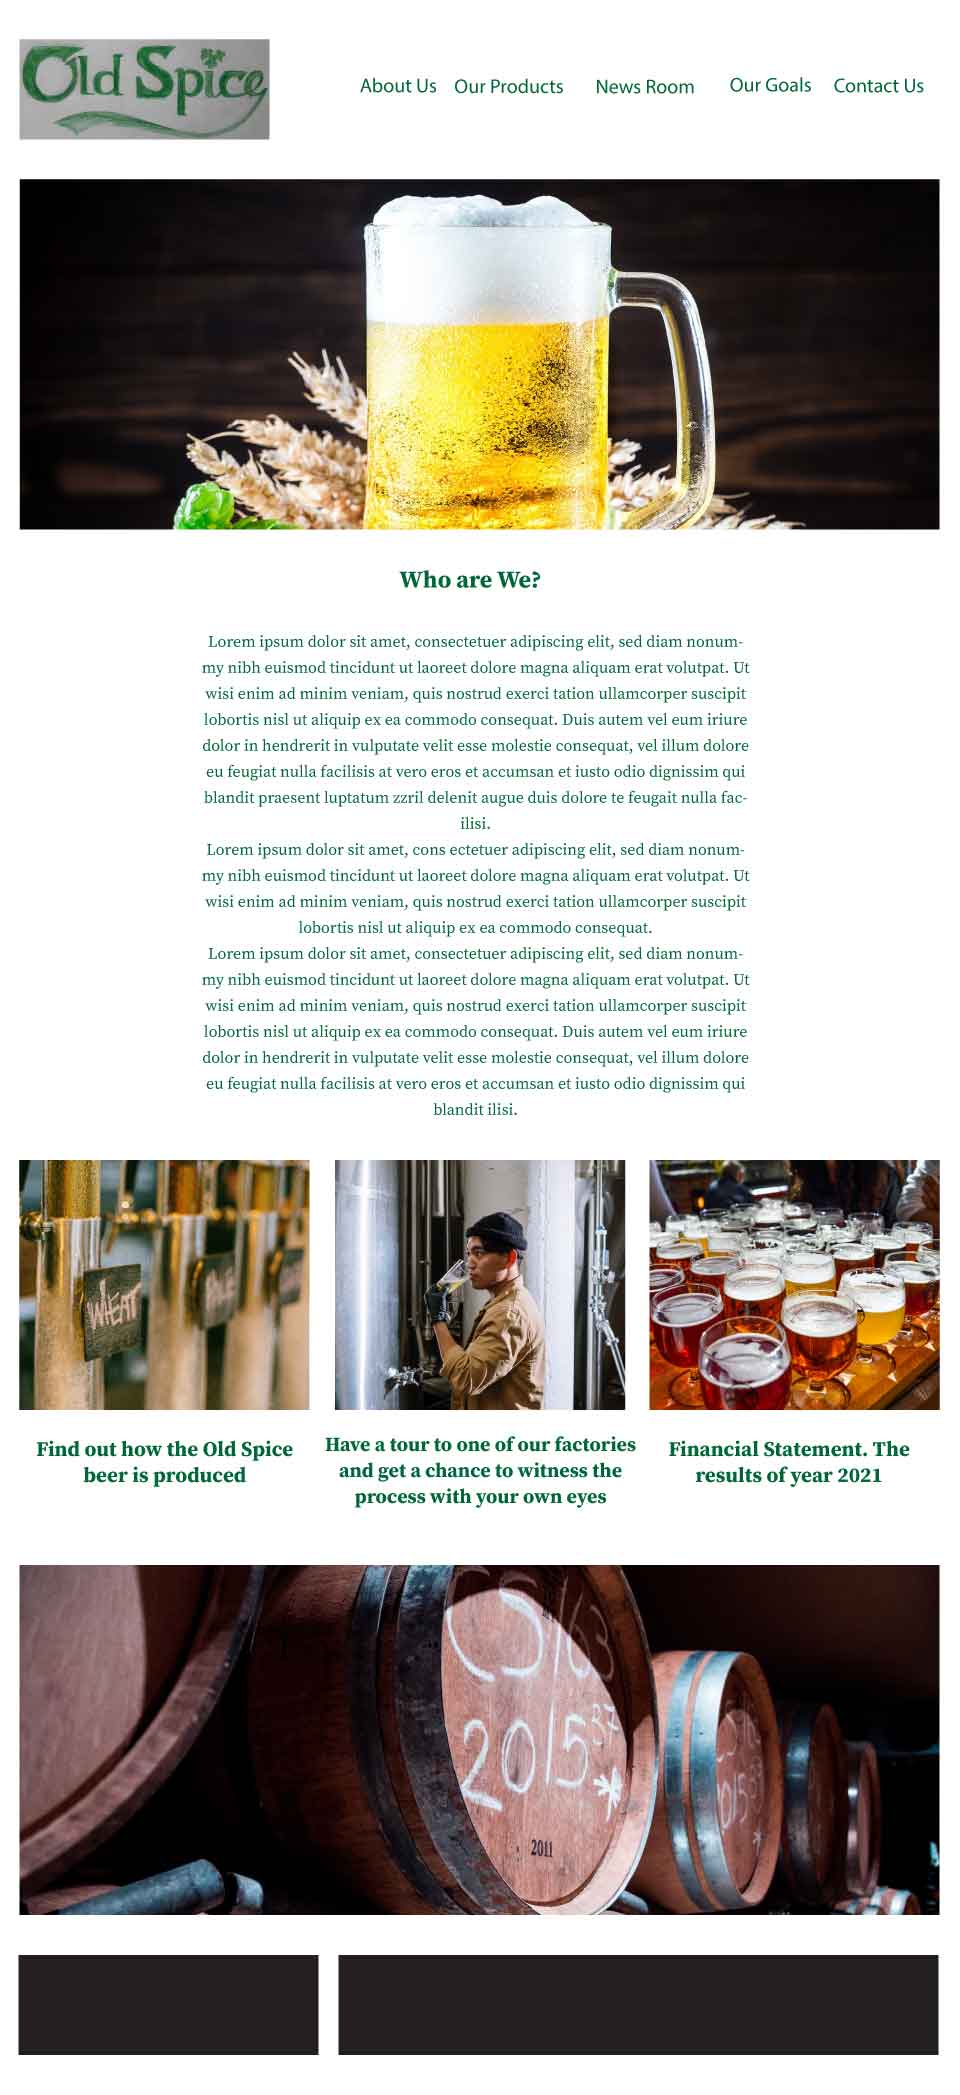 Old Spice
About Us Our Products News Room Our Goals Contact Us
Who are We?
Lorem ipsum dolor sit amet, consectetuer adipiscing elit, sed diam nonum-
my nibh euismod tincidunt ut laoreet dolore magna aliquam erat volutpat. Ut
wisi enim ad minim veniam, quis nostrud exerci tation ullamcorper suscipit
lobortis nisl ut aliquip ex ea commodo consequat. Duis autem vel eum iriure
dolor in hendrerit in vulputate velit esse molestie consequat, vel illum dolore
eu feugiat nulla facilisis at vero eros et accumsan et iusto odio dignissim qui
blandit praesent luptatum zzril delenit augue duis dolore te feugait nulla fac-
ilisi.
Lorem ipsum dolor sit amet, cons ectetuer adipiscing elit, sed diam nonum-
my nibh euismod tincidunt ut laoreet dolore magna aliquam erat volutpat. Ut
wisi enim ad minim veniam, quis nostrud exerci tation ullamcorper suscipit
lobortis nisl ut aliquip ex ea commodo consequat.
Lorem ipsum dolor sit amet, consectetuer adipiscing elit, sed diam nonum-
my nibh euismod tincidunt ut laoreet dolore magna aliquam erat volutpat. Ut
wisi enim ad minim veniam, quis nostrud exerci tation ullamcorper suscipit
lobortis nisl ut aliquip ex ea commodo consequat. Duis autem vel eum iriure
dolor in hendrerit in vulputate velit esse molestie consequat, vel illum dolore
eu feugiat nulla facilisis at vero eros et accumsan et iusto odio dignissim qui
blandit ilisi.
WHEAT
Find out how the Old Spice
beer is produced
Have a tour to one of our factories
and get a chance to witness the
process with your own eyes
Financial Statement. The
results of year 2021
2011